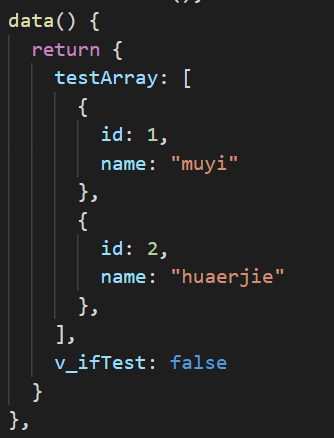 data() {
  return {
    testArray: [
      {
        id: 1,
        name: "muyi"
      },
      {
        id: 2,
        name: "huaerjie"
      },
    ],
    v_ifTest: false
  }
},